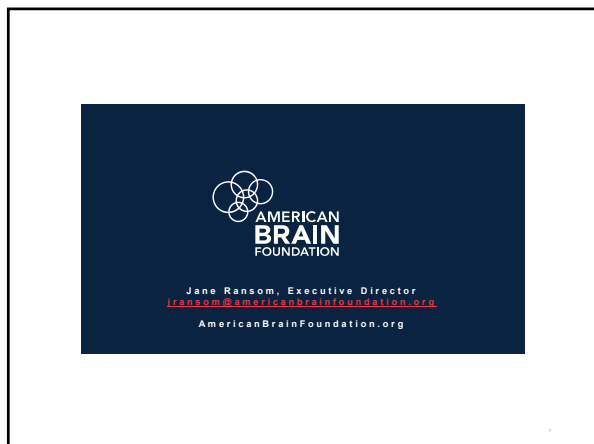 AMERICAN
BRAIN
FOUNDATION
Jane Ransom, Executive Director
jransom@americanbrainfoundation.org
AmericanBrainFoundation.org